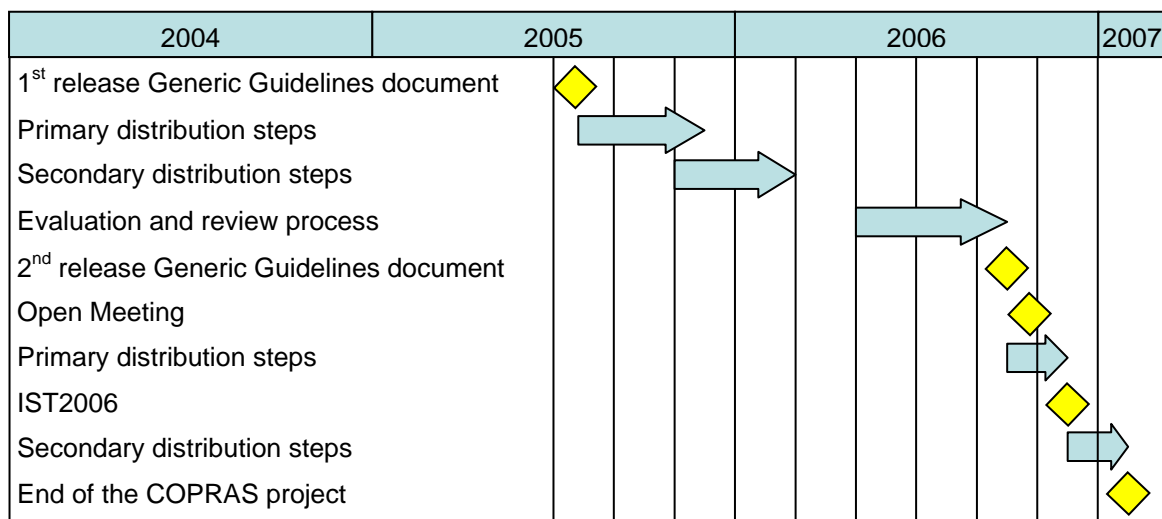 2004 2005 2006 2007
1st release Generic Guidelines document
Primary distribution steps
Secondary distribution steps
Evaluation and review process
2nd release Generic Guidelines document
Open Meeting
Primary distribution steps
IST2006
Secondary distribution steps
End of the COPRAS project